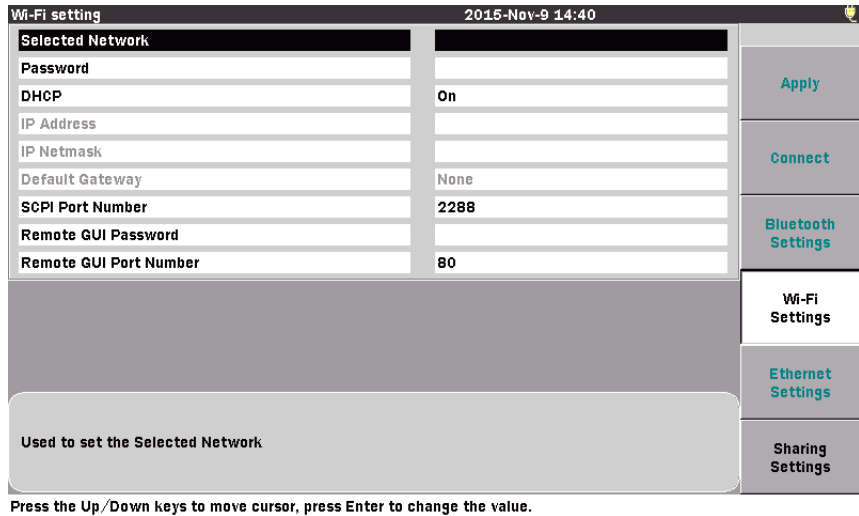 Wi-Fi setting 2015-Nov-9 14:40
Selected Network
Password
DHCP On
IP Address
IP Netmask
Default Gateway None
SCPI Port Number 2288
Remote GUI Password
Remote GUI Port Number 80
Used to set the Selected Network
Press the Up/Down keys to move cursor, press Enter to change the value.
Apply
Connect
Bluetooth
Settings
Wi-Fi
Settings
Ethernet
Settings
Sharing
Settings